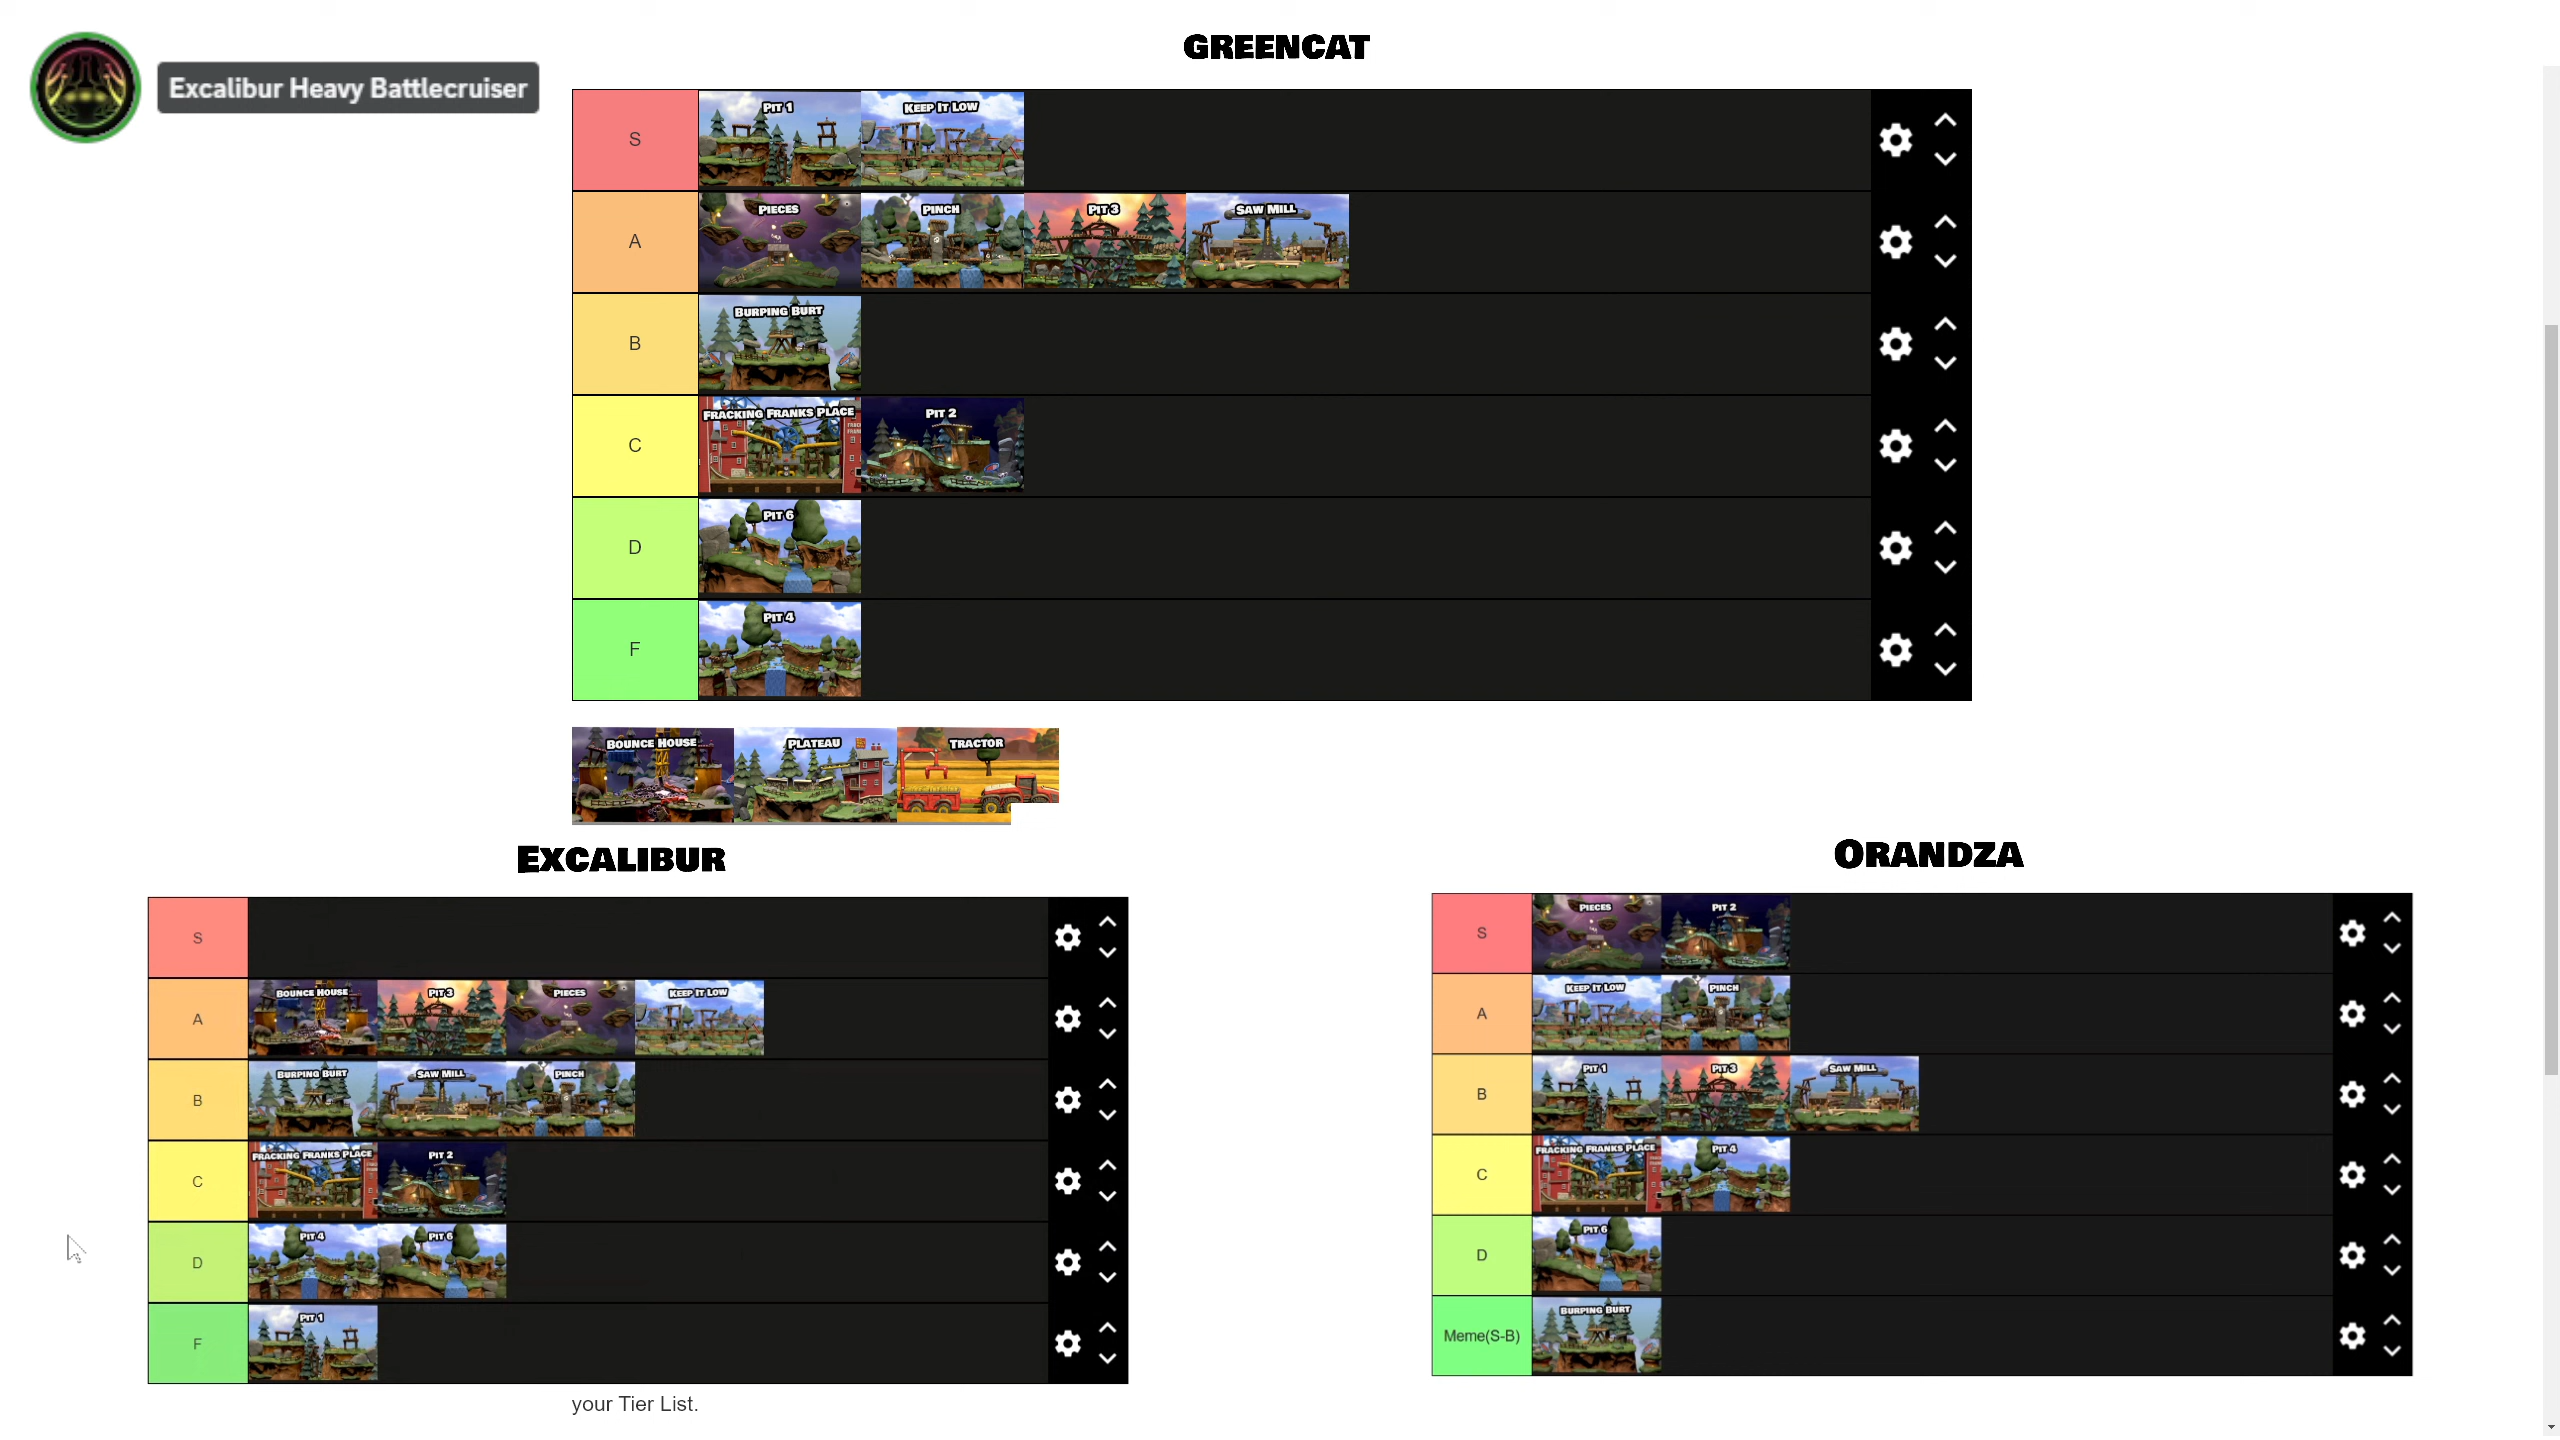 GREENCAT
Excalibur Heavy Battlecruiser
S
PIT 1
KEEP IT LOW
A
PIECES
PINCH
PIT 3
SAW MILL
B
BURPING BURT
C
FRACKING FRANKS PLACE
PIT 2
D
PIT 6
F
PIT 4
BOUNCE HOUSE
PLATEAU
TRACTOR
EXCALIBUR
S
A
BOUNCE HOUSE
PIT 3
PIECES
KEEP IT LOW
B
BURPING BURT
SAW MILL
PINCH
C
FRACKING FRANKS PLACE
PIT 2
D
PIT 4
PIT 6
F
PIT 1
your Tier List.
ORANDZA
S
PIECES
PIT 2
A
KEEP IT LOW
PINCH
B
PIT 1
PIT 3
SAW MILL
C
FRACKING FRANKS PLACE
PIT 4
D
PIT 6
Meme(S-B)
BURPING BURT